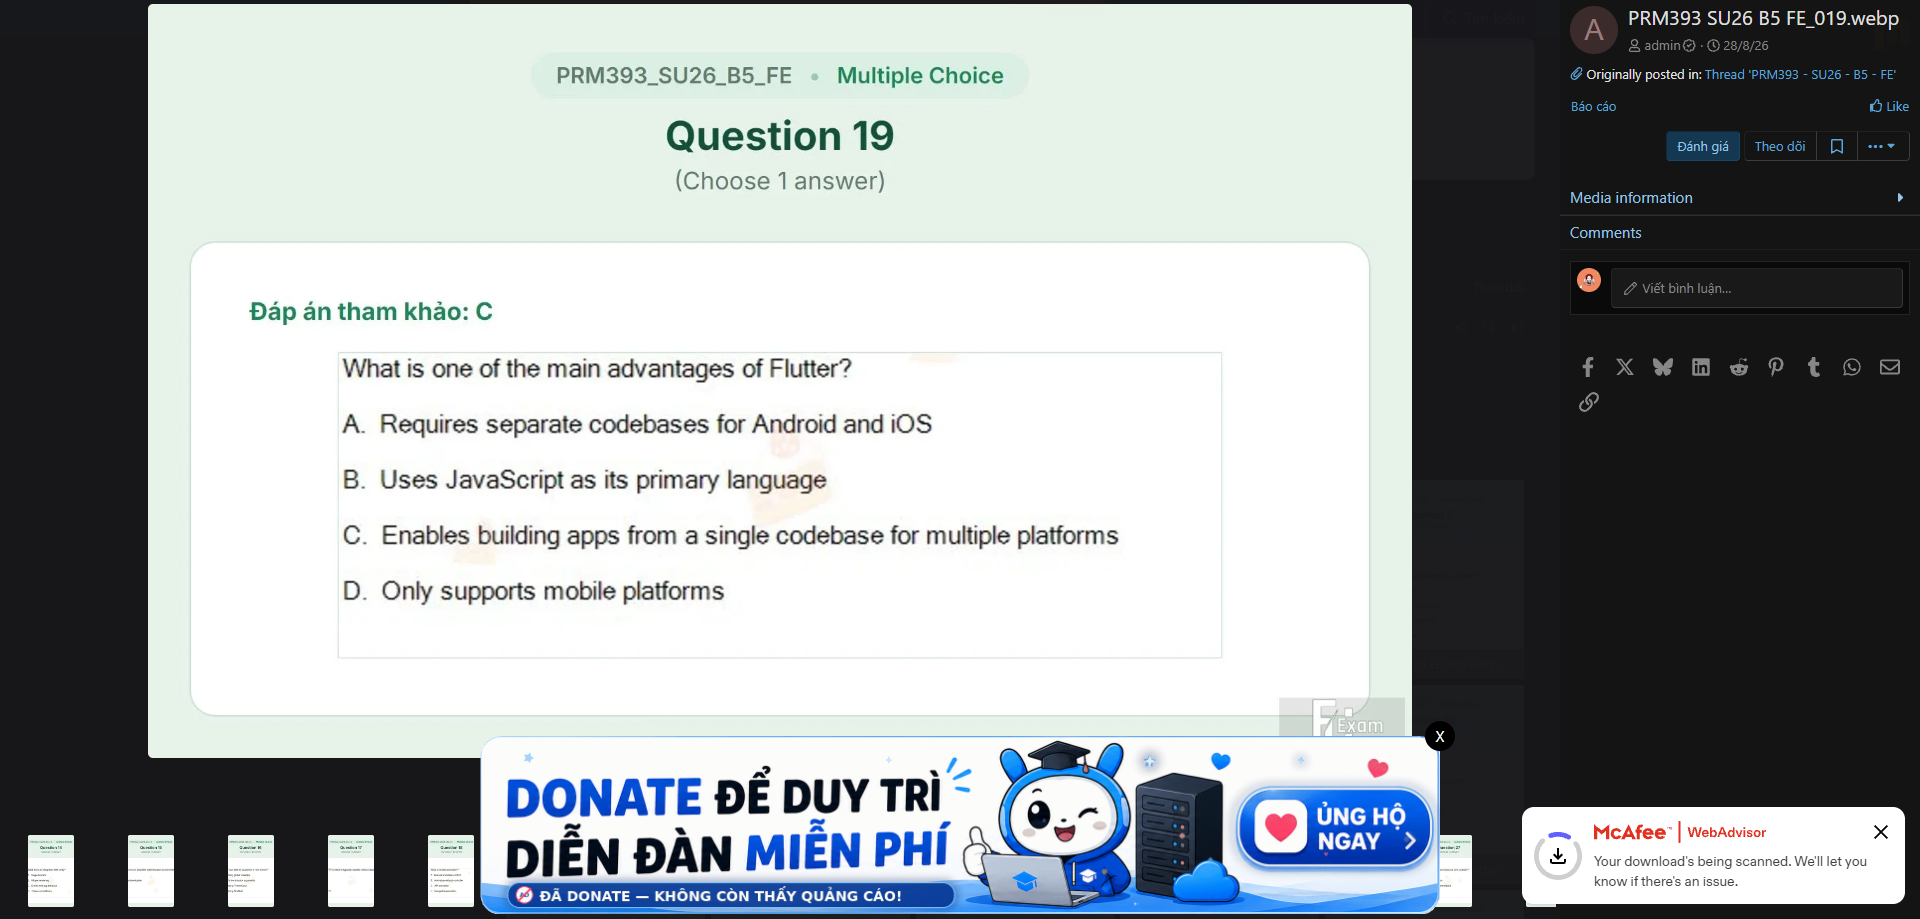 PRM393_SU26_B5_FE • Multiple Choice
Question 19
(Choose 1 answer)
Đáp án tham khảo: C
What is one of the main advantages of Flutter?
A. Requires separate codebases for Android and iOS
B. Uses JavaScript as its primary language
C. Enables building apps from a single codebase for multiple platforms
D. Only supports mobile platforms
Exam
A
PRM393 SU26 B5 FE_019.webp
admin · 28/8/26
Originally posted in: Thread 'PRM393 - SU26 - B5 - FE'
Báo cáo
Like
Đánh giá
Theo dõi
Media information
Comments
Viết bình luận...
X
DONATE ĐỂ DUY TRÌ
DIỄN ĐÀN MIỄN PHÍ
ĐÃ DONATE — KHÔNG CÒN THẤY QUẢNG CÁO!
ỦNG HỘ
NGAY
McAfee | WebAdvisor
Your download's being scanned. We'll let you
know if there's an issue.